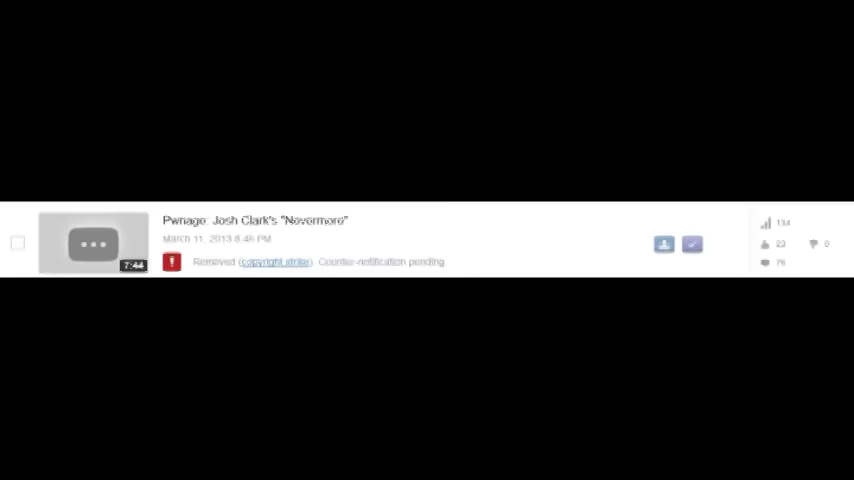 Pwnage: Josh Clark's "Nevermore"
March 11, 2013 8:46 PM
Removed (copyright strike) Counter-notification pending
7:44
134
23 0
76